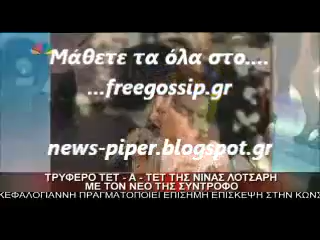 Μάθετε τα όλα στο....
...freegossip.gr
news-piper.blogspot.gr
ΤΡΥΦΕΡΟ ΤΕΤ - Α - ΤΕΤ ΤΗΣ ΝΙΝΑΣ ΛΟΤΣΑΡΗ
ΜΕ ΤΟΝ ΝΕΟ ΤΗΣ ΣΥΝΤΡΟΦΟ
ΚΕΦΑΛΟΓΙΑΝΝΗ ΠΡΑΓΜΑΤΟΠΟΙΕΙ ΕΠΙΣΗΜΗ ΕΠΙΣΚΕΨΗ ΣΤΗΝ ΚΩΝΣ